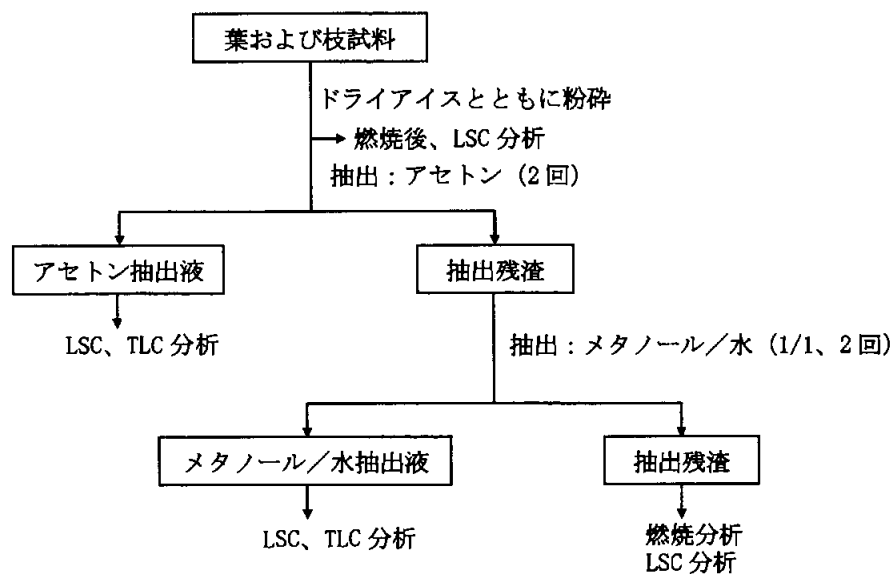 葉および枝試料
ドライアイスとともに粉砕
燃焼後、LSC 分析
抽出：アセトン（2回）
アセトン抽出液
抽出残渣
LSC、TLC 分析
抽出：メタノール／水（1/1、2回）
メタノール／水抽出液
抽出残渣
LSC、TLC 分析
燃焼分析
LSC 分析